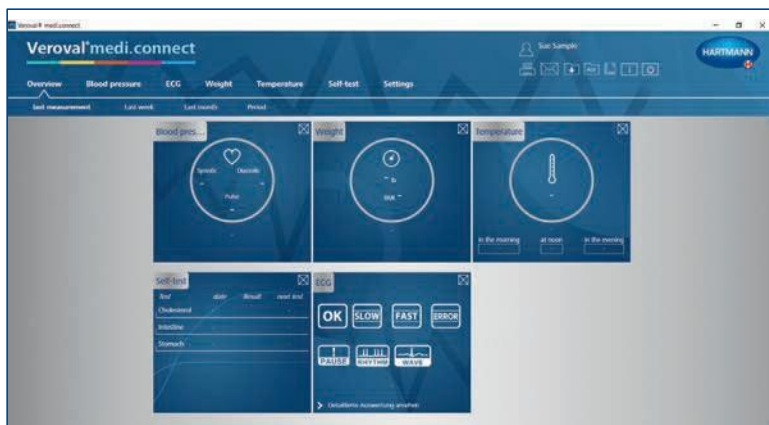 Veroval® medi.connect
Veroval® medi.connect
Sue Sample
HARTMANN
Overview Blood pressure ECG Weight Temperature Self-test Settings
last measurement Last week Last month Period
Blood pres... Weight Temperature
Systolic Diastolic
Pulse
BMI
in the morning at noon in the evening
Self-test ECG
Test date Result next test
Cholesterol
Intestine
Stomach
OK SLOW FAST ERROR
PAUSE RHYTHM WAVE
Detaillierte Auswertung ansehen